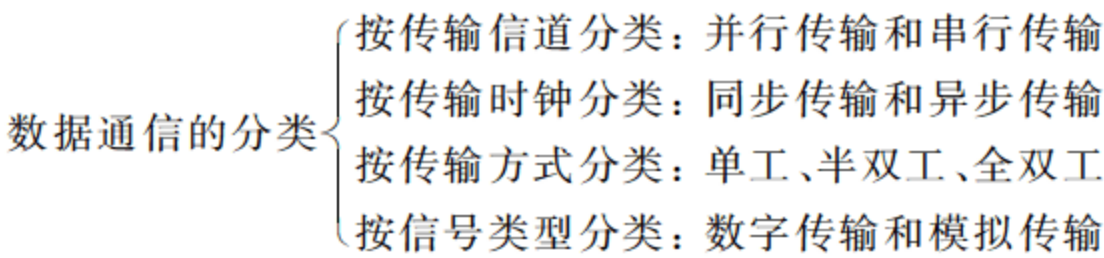 按传输信道分类：并行传输和串行传输
按传输时钟分类：同步传输和异步传输
数据通信的分类
按传输方式分类：单工、半双工、全双工
按信号类型分类：数字传输和模拟传输